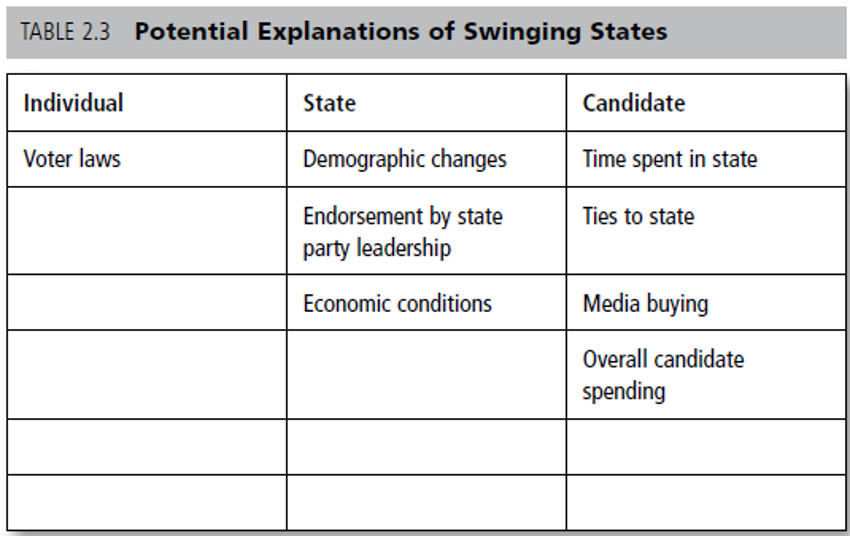 TABLE 2.3 Potential Explanations of Swinging States
Individual State Candidate
Voter laws Demographic changes Time spent in state
Endorsement by state
party leadership
Ties to state
Economic conditions Media buying
Overall candidate
spending